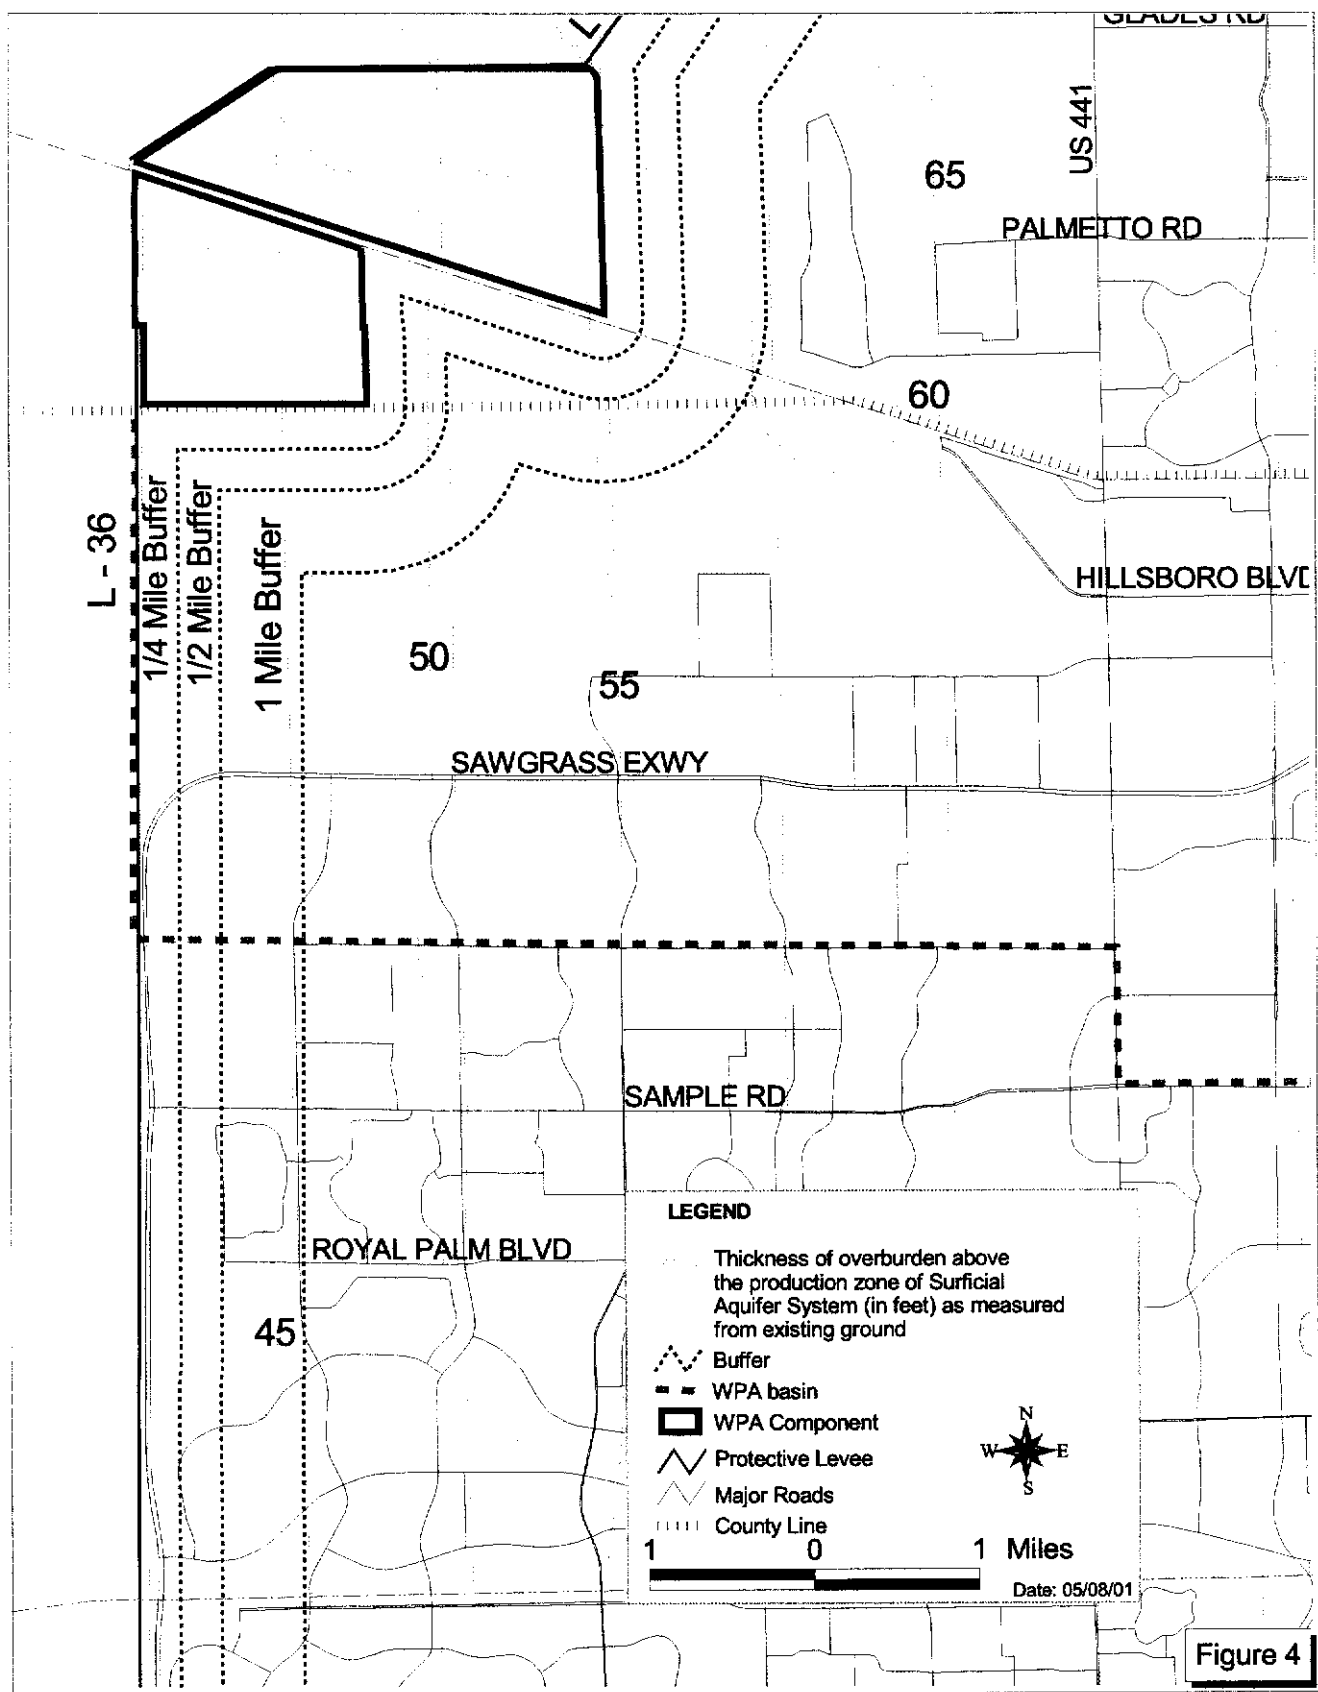 L
GLADES RD
US 441
65
PALMETTO RD
60
L - 36
1/4 Mile Buffer
1/2 Mile Buffer
1 Mile Buffer
HILLSBORO BLVD
50
55
SAWGRASS EXWY
SAMPLE RD
ROYAL PALM BLVD
45
LEGEND
Thickness of overburden above
the production zone of Surficial
Aquifer System (in feet) as measured
from existing ground
Buffer
WPA basin
WPA Component
Protective Levee
Major Roads
County Line
N
W E
S
1 0 1 Miles
Date: 05/08/01
Figure 4